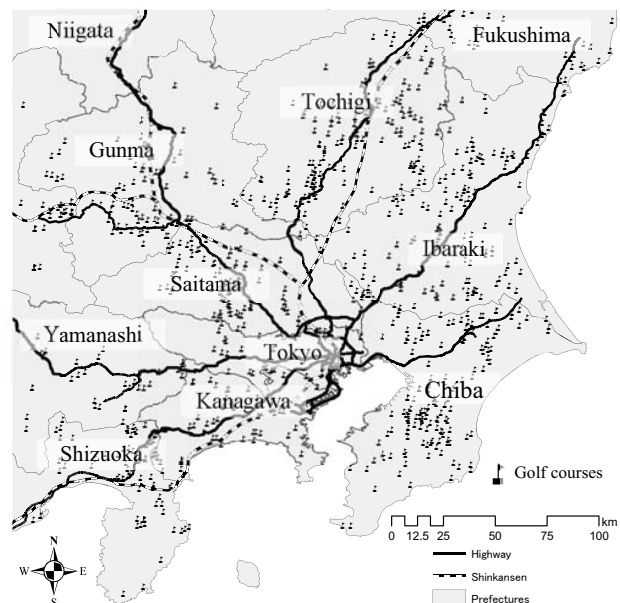 Niigata
Fukushima
Tochigi
Gunma
Ibaraki
Saitama
Yamanashi
Tokyo
Chiba
Kanagawa
Shizuoka
Golf courses
km
0 12.5 25 50 75 100
N
W E
S
Highway
Shinkansen
Prefectures